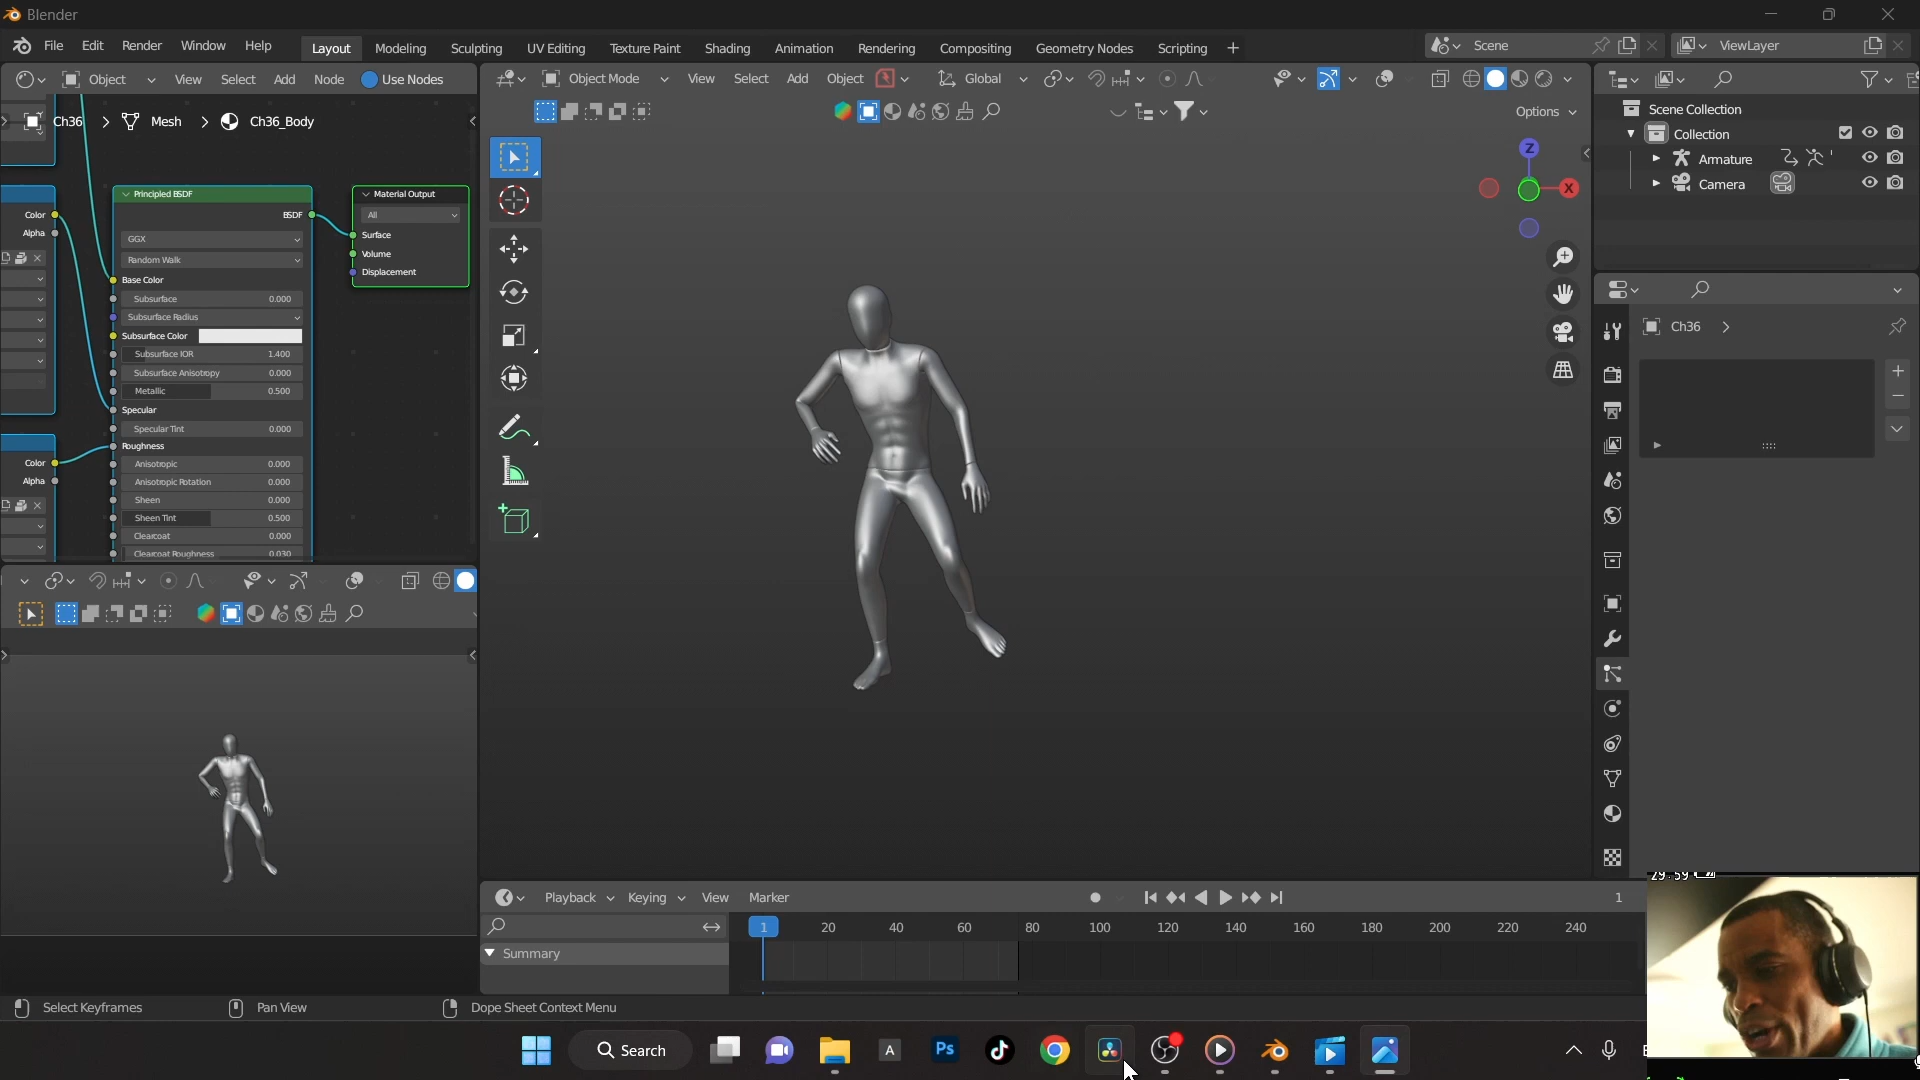 Blender
File Edit Render Window Help
Layout Modeling Sculpting UV Editing Texture Paint Shading Animation Rendering Compositing Geometry Nodes Scripting +
Scene
ViewLayer
Object View Select Add Node Use Nodes
Object Mode View Select Add Object Global
Options
Ch36 > Mesh > Ch36_Body
Principled BSDF
BSDF
GGX
Random Walk
Base Color
Subsurface 0.000
Subsurface Radius
Subsurface Color
Subsurface IOR 1.400
Subsurface Anisotropy 0.000
Metallic 0.500
Specular
Specular Tint 0.000
Roughness
Anisotropic 0.000
Anisotropic Rotation 0.000
Sheen 0.000
Sheen Tint 0.500
Clearcoat 0.000
Clearcoat Roughness 0.030
Color
Alpha
Color
Alpha
Material Output
All
Surface
Volume
Displacement
Z
X
Scene Collection
Collection
Armature
Camera
Ch36 >
Playback Keying View Marker
1
1 20 40 60 80 100 120 140 160 180 200 220 240
Summary
Select Keyframes Pan View Dope Sheet Context Menu
29:59
Search
A
Ps